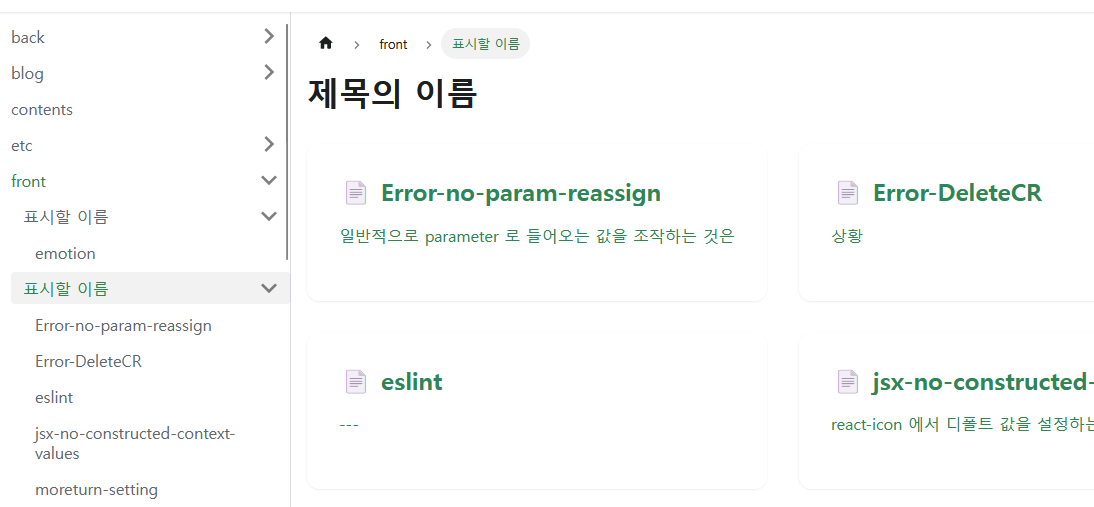 back
blog
contents
etc
front
표시할 이름
emotion
표시할 이름
Error-no-param-reassign
Error-DeleteCR
eslint
jsx-no-constructed-context-
values
moreturn-setting
front
표시할 이름
제목의 이름
Error-no-param-reassign
일반적으로 parameter 로 들어오는 값을 조작하는 것은
Error-DeleteCR
상황
eslint
---
jsx-no-constructed-
react-icon 에서 디폴트 값을 설정하는